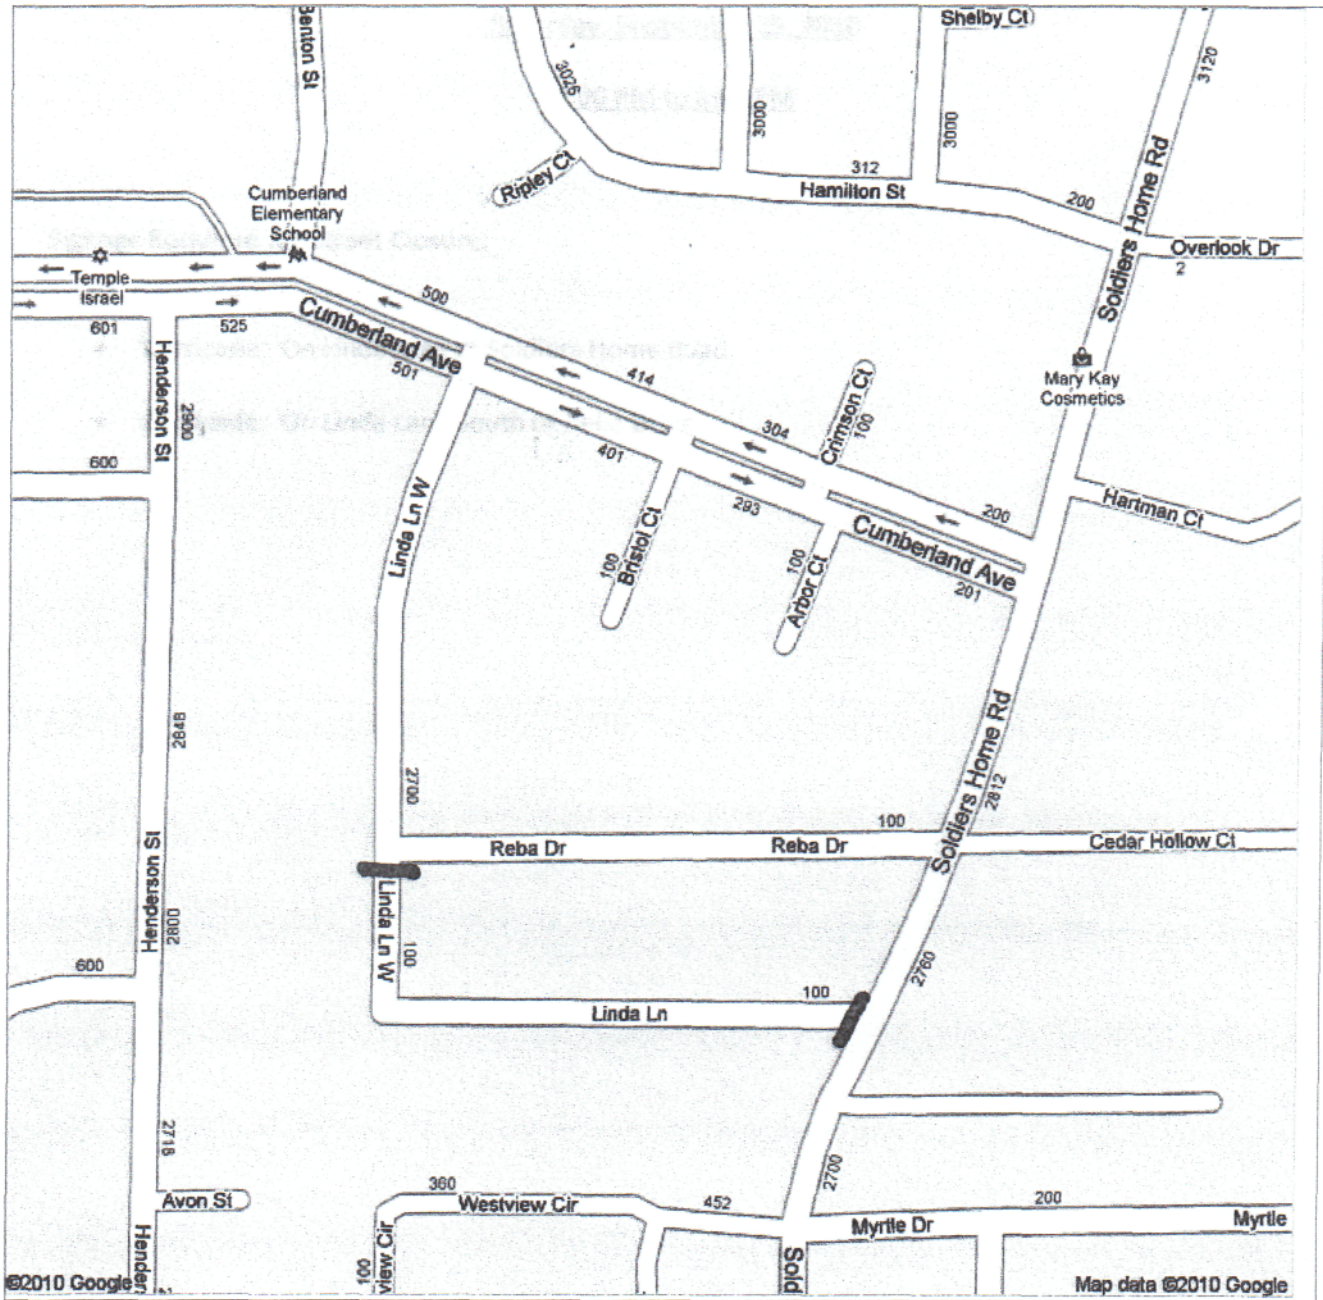 Shelby Ct
Benton St
3026
3000
3000
3120
Ripley Ct
312
Hamilton St
200
Soldiers Home Rd
Overlook Dr
2
Cumberland
Elementary
School
Temple
Israel
601
525
500
Cumberland Ave
501
414
304
Crimson Ct
100
Mary Kay
Cosmetics
Henderson St
2900
600
401
293
200
Hartman Ct
Linda Ln W
Bristol Ct
100
Arbor Ct
100
Cumberland Ave
201
2848
2700
Soldiers Home Rd
2812
100
Reba Dr
Reba Dr
Cedar Hollow Ct
Henderson St
2800
Linda Ln W
100
2760
600
100
Linda Ln
2718
2700
Avon St
360
Westview Cir
452
200
Myrtle Dr
Myrtle
Hender
100
view Cir
Sold
©2010 Google
Map data ©2010 Google